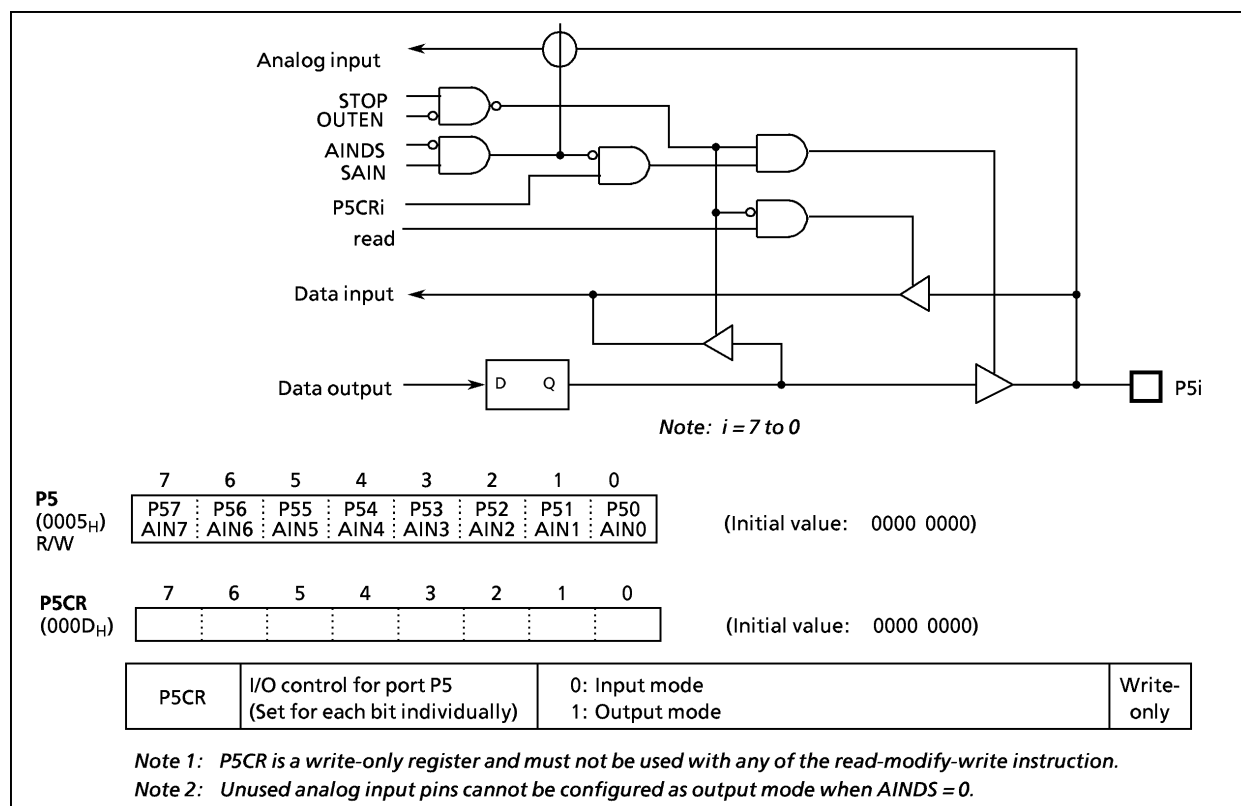 Analog input
STOP
OUTEN
AINDS
SAIN
P5CRi
read
Data input
Data output
D Q
P5i
Note: i = 7 to 0
7 6 5 4 3 2 1 0
P5
(0005H)
R/W
P57 P56 P55 P54 P53 P52 P51 P50
AIN7 AIN6 AIN5 AIN4 AIN3 AIN2 AIN1 AIN0
(Initial value: 0000 0000)
7 6 5 4 3 2 1 0
P5CR
(000DH)
(Initial value: 0000 0000)
P5CR
I/O control for port P5
(Set for each bit individually)
0: Input mode
1: Output mode
Write-
only
Note 1: P5CR is a write-only register and must not be used with any of the read-modify-write instruction.
Note 2: Unused analog input pins cannot be configured as output mode when AINDS = 0.